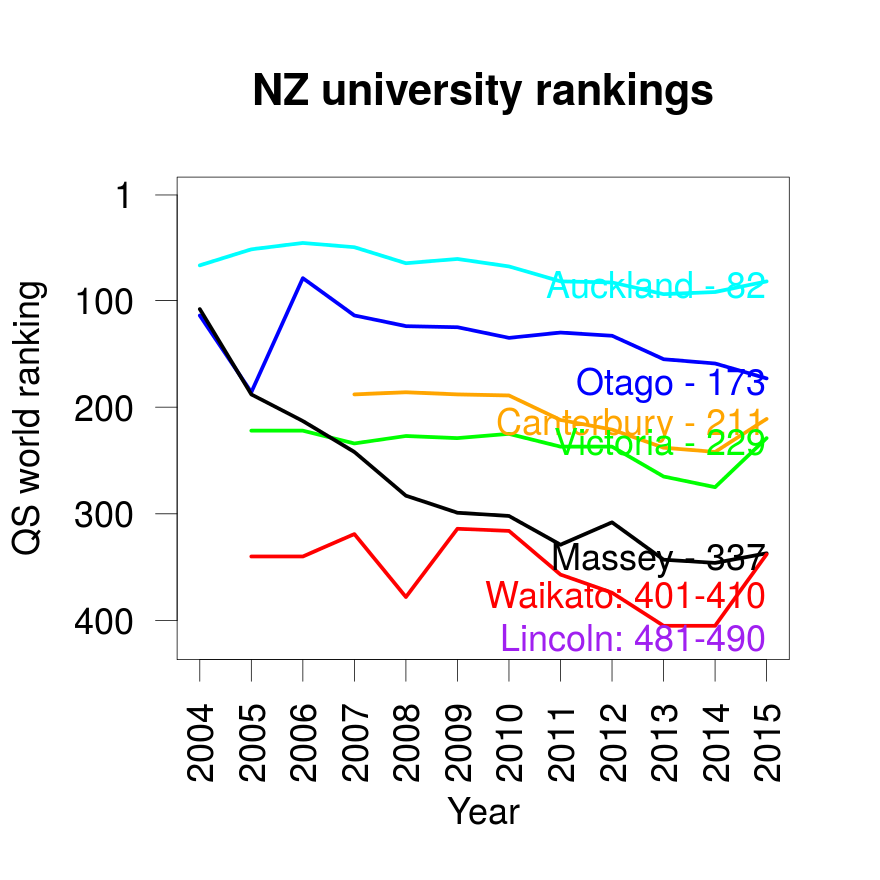 NZ university rankings
QS world ranking
1
100
200
300
400
Auckland - 82
Otago - 173
Canterbury - 211
Victoria - 229
Massey - 337
Waikato: 401-410
Lincoln: 481-490
2004
2005
2006
2007
2008
2009
2010
2011
2012
2013
2014
2015
Year